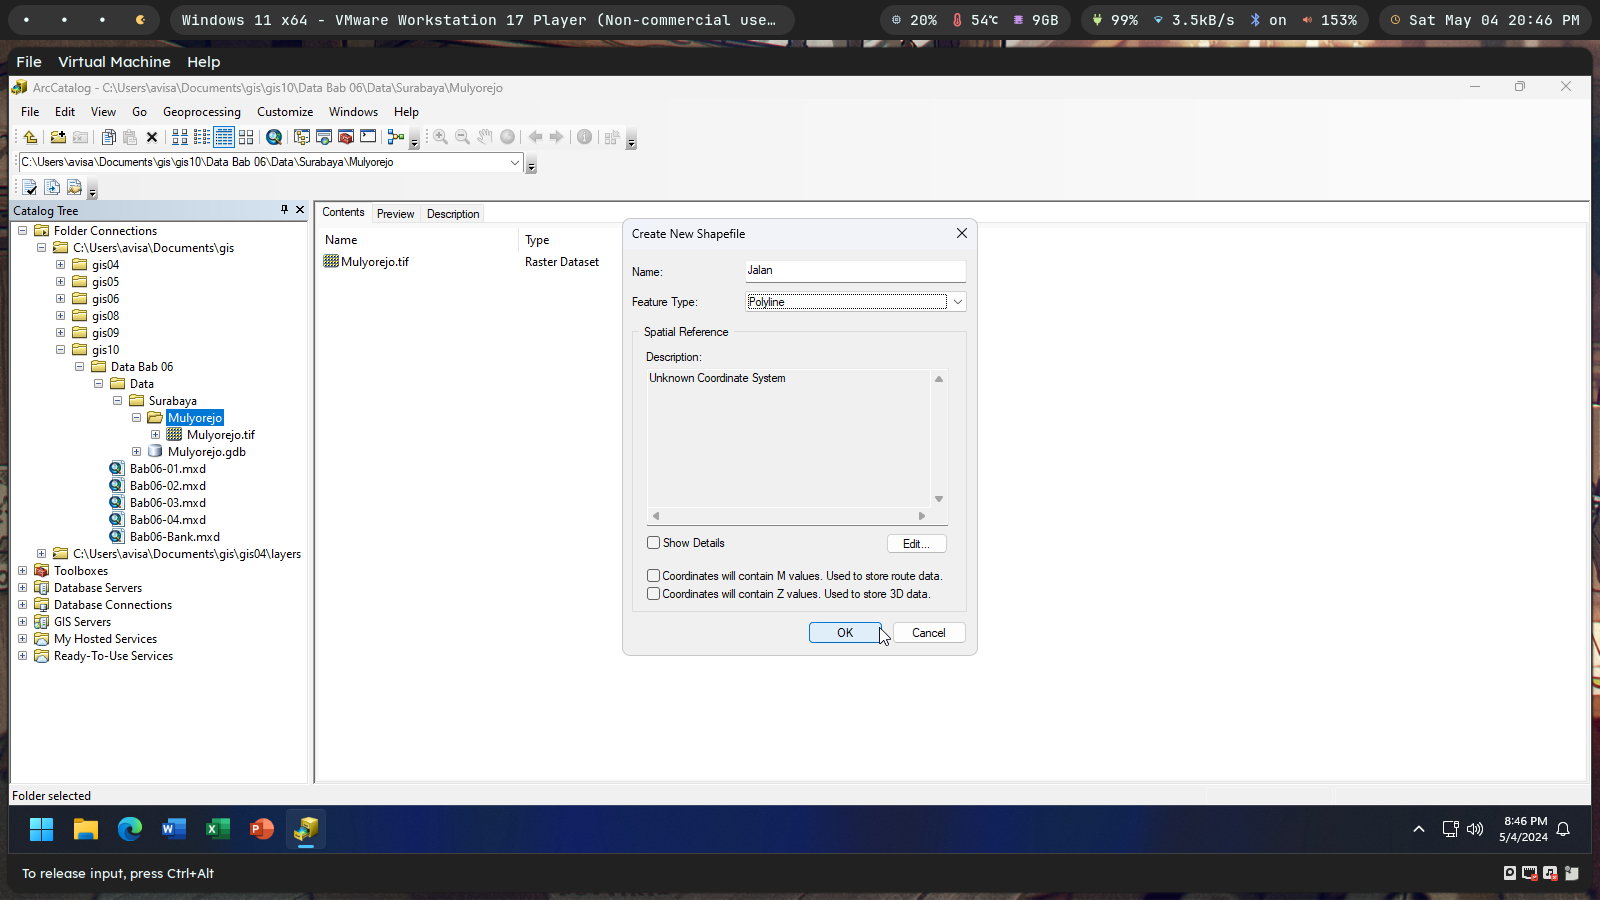 Windows 11 x64 - VMware Workstation 17 Player (Non-commercial use…
20%
54℃
9GB
99%
3.5kB/s
on
153%
Sat May 04 20:46 PM
File Virtual Machine Help
ArcCatalog - C:\Users\avisa\Documents\gis\gis10\Data Bab 06\Data\Surabaya\Mulyorejo
File Edit View Go Geoprocessing Customize Windows Help
C:\Users\avisa\Documents\gis\gis10\Data Bab 06\Data\Surabaya\Mulyorejo
Catalog Tree
Folder Connections
C:\Users\avisa\Documents\gis
gis04
gis05
gis06
gis08
gis09
gis10
Data Bab 06
Data
Surabaya
Mulyorejo
Mulyorejo.tif
Mulyorejo.gdb
Bab06-01.mxd
Bab06-02.mxd
Bab06-03.mxd
Bab06-04.mxd
Bab06-Bank.mxd
C:\Users\avisa\Documents\gis\gis04\layers
Toolboxes
Database Servers
Database Connections
GIS Servers
My Hosted Services
Ready-To-Use Services
Contents Preview Description
Name Type
Mulyorejo.tif Raster Dataset
Create New Shapefile
Name: Jalan
Feature Type: Polyline
Spatial Reference
Description:
Unknown Coordinate System
Show Details
Edit...
Coordinates will contain M values. Used to store route data.
Coordinates will contain Z values. Used to store 3D data.
OK Cancel
Folder selected
8:46 PM
5/4/2024
To release input, press Ctrl+Alt